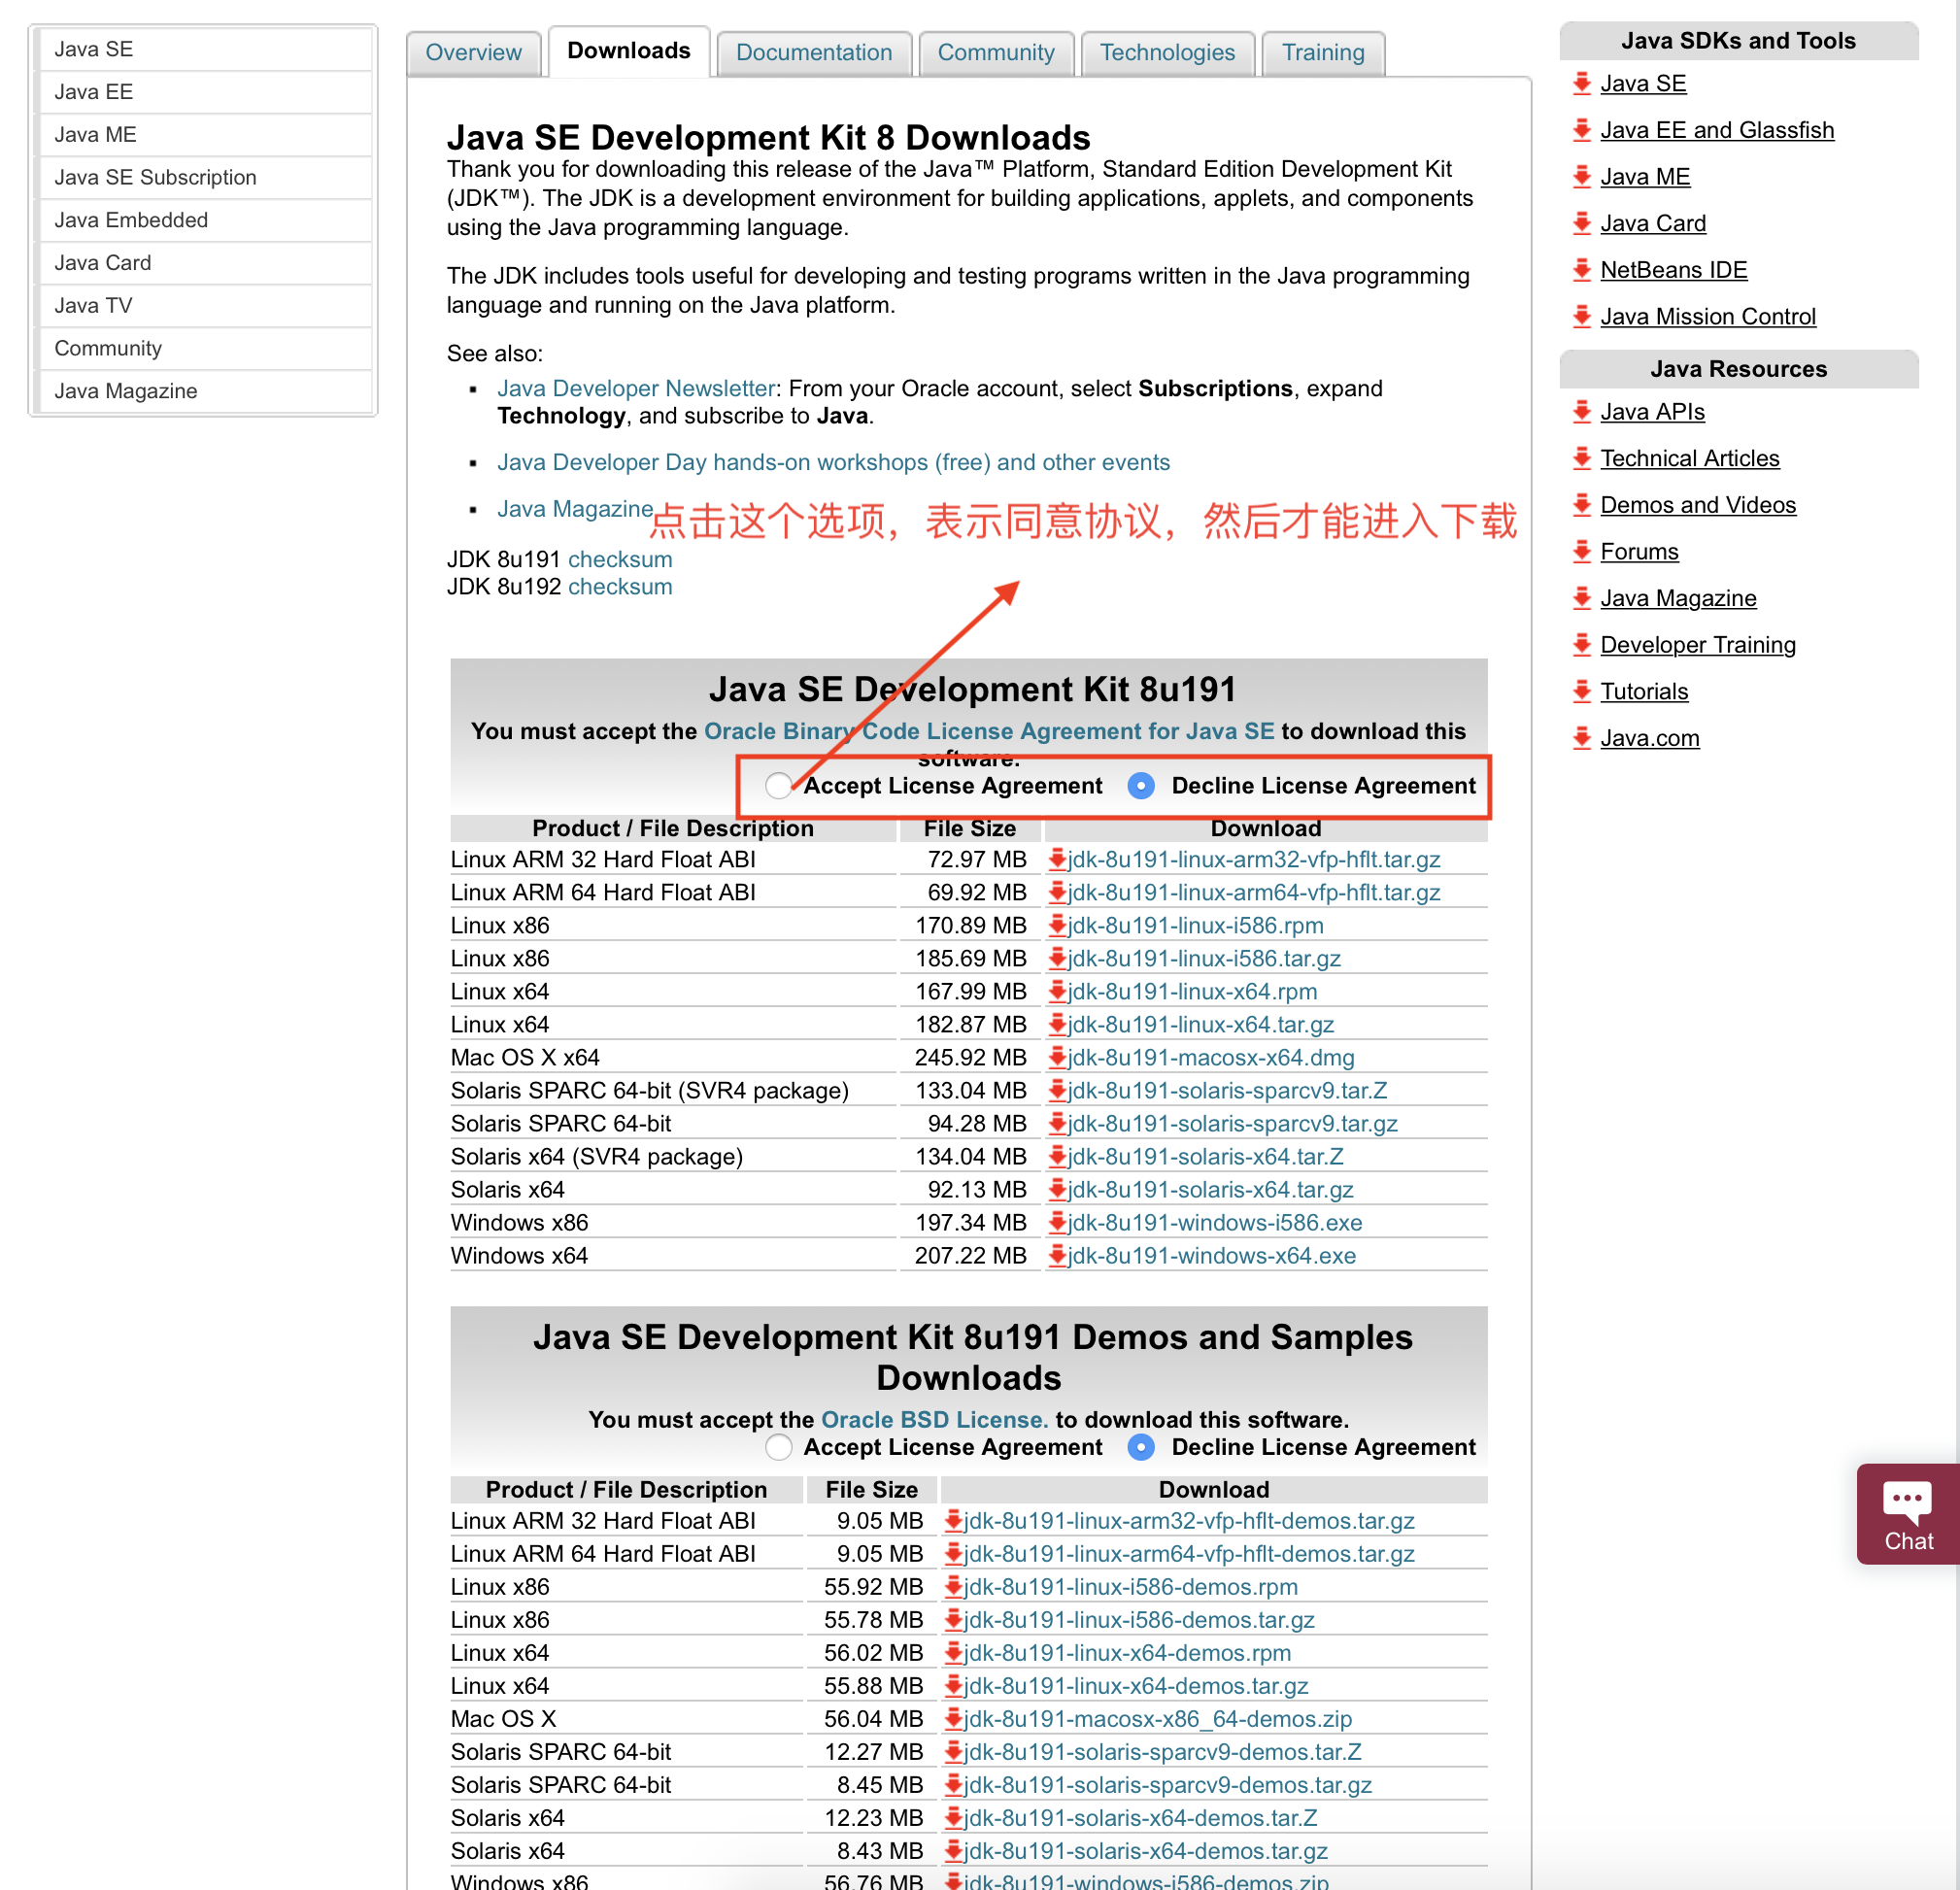 Java SE
Java EE
Java ME
Java SE Subscription
Java Embedded
Java Card
Java TV
Community
Java Magazine
Overview
Downloads
Documentation
Community
Technologies
Training
Java SE Development Kit 8 Downloads
Thank you for downloading this release of the Java™ Platform, Standard Edition Development Kit
(JDK™). The JDK is a development environment for building applications, applets, and components
using the Java programming language.
The JDK includes tools useful for developing and testing programs written in the Java programming
language and running on the Java platform.
See also:
Java Developer Newsletter: From your Oracle account, select Subscriptions, expand
Technology, and subscribe to Java.
Java Developer Day hands-on workshops (free) and other events
Java Magazine
点击这个选项，表示同意协议，然后才能进入下载
JDK 8u191 checksum
JDK 8u192 checksum
Java SE Development Kit 8u191
You must accept the Oracle Binary Code License Agreement for Java SE to download this
software.
Accept License Agreement Decline License Agreement
Product / File Description File Size Download
Linux ARM 32 Hard Float ABI 72.97 MB jdk-8u191-linux-arm32-vfp-hflt.tar.gz
Linux ARM 64 Hard Float ABI 69.92 MB jdk-8u191-linux-arm64-vfp-hflt.tar.gz
Linux x86 170.89 MB jdk-8u191-linux-i586.rpm
Linux x86 185.69 MB jdk-8u191-linux-i586.tar.gz
Linux x64 167.99 MB jdk-8u191-linux-x64.rpm
Linux x64 182.87 MB jdk-8u191-linux-x64.tar.gz
Mac OS X x64 245.92 MB jdk-8u191-macosx-x64.dmg
Solaris SPARC 64-bit (SVR4 package) 133.04 MB jdk-8u191-solaris-sparcv9.tar.Z
Solaris SPARC 64-bit 94.28 MB jdk-8u191-solaris-sparcv9.tar.gz
Solaris x64 (SVR4 package) 134.04 MB jdk-8u191-solaris-x64.tar.Z
Solaris x64 92.13 MB jdk-8u191-solaris-x64.tar.gz
Windows x86 197.34 MB jdk-8u191-windows-i586.exe
Windows x64 207.22 MB jdk-8u191-windows-x64.exe
Java SE Development Kit 8u191 Demos and Samples
Downloads
You must accept the Oracle BSD License. to download this software.
Accept License Agreement Decline License Agreement
Product / File Description File Size Download
Linux ARM 32 Hard Float ABI 9.05 MB jdk-8u191-linux-arm32-vfp-hflt-demos.tar.gz
Linux ARM 64 Hard Float ABI 9.05 MB jdk-8u191-linux-arm64-vfp-hflt-demos.tar.gz
Linux x86 55.92 MB jdk-8u191-linux-i586-demos.rpm
Linux x86 55.78 MB jdk-8u191-linux-i586-demos.tar.gz
Linux x64 56.02 MB jdk-8u191-linux-x64-demos.rpm
Linux x64 55.88 MB jdk-8u191-linux-x64-demos.tar.gz
Mac OS X 56.04 MB jdk-8u191-macosx-x86_64-demos.zip
Solaris SPARC 64-bit 12.27 MB jdk-8u191-solaris-sparcv9-demos.tar.Z
Solaris SPARC 64-bit 8.45 MB jdk-8u191-solaris-sparcv9-demos.tar.gz
Solaris x64 12.23 MB jdk-8u191-solaris-x64-demos.tar.Z
Solaris x64 8.43 MB jdk-8u191-solaris-x64-demos.tar.gz
Windows x86 56.76 MB jdk-8u191-windows-i586-demos.zip
Java SDKs and Tools
Java SE
Java EE and Glassfish
Java ME
Java Card
NetBeans IDE
Java Mission Control
Java Resources
Java APIs
Technical Articles
Demos and Videos
Forums
Java Magazine
Developer Training
Tutorials
Java.com
Chat